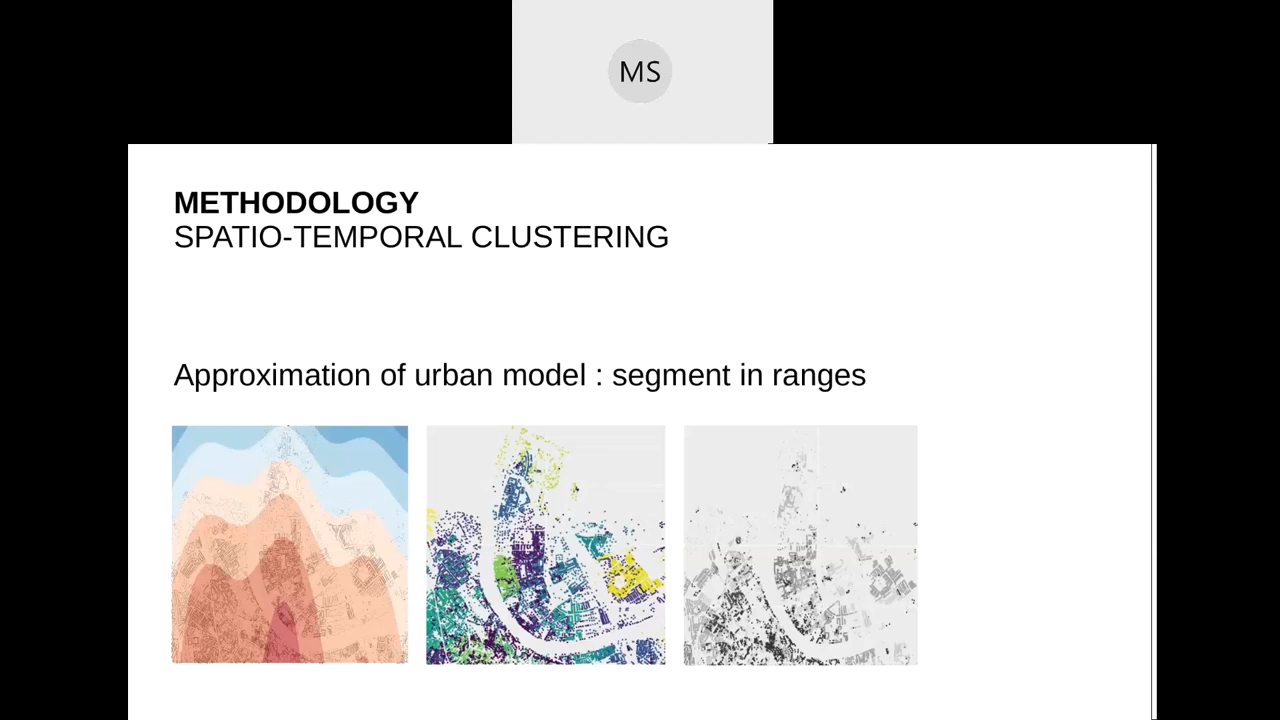 MS
METHODOLOGY
SPATIO-TEMPORAL CLUSTERING
Approximation of urban model : segment in ranges